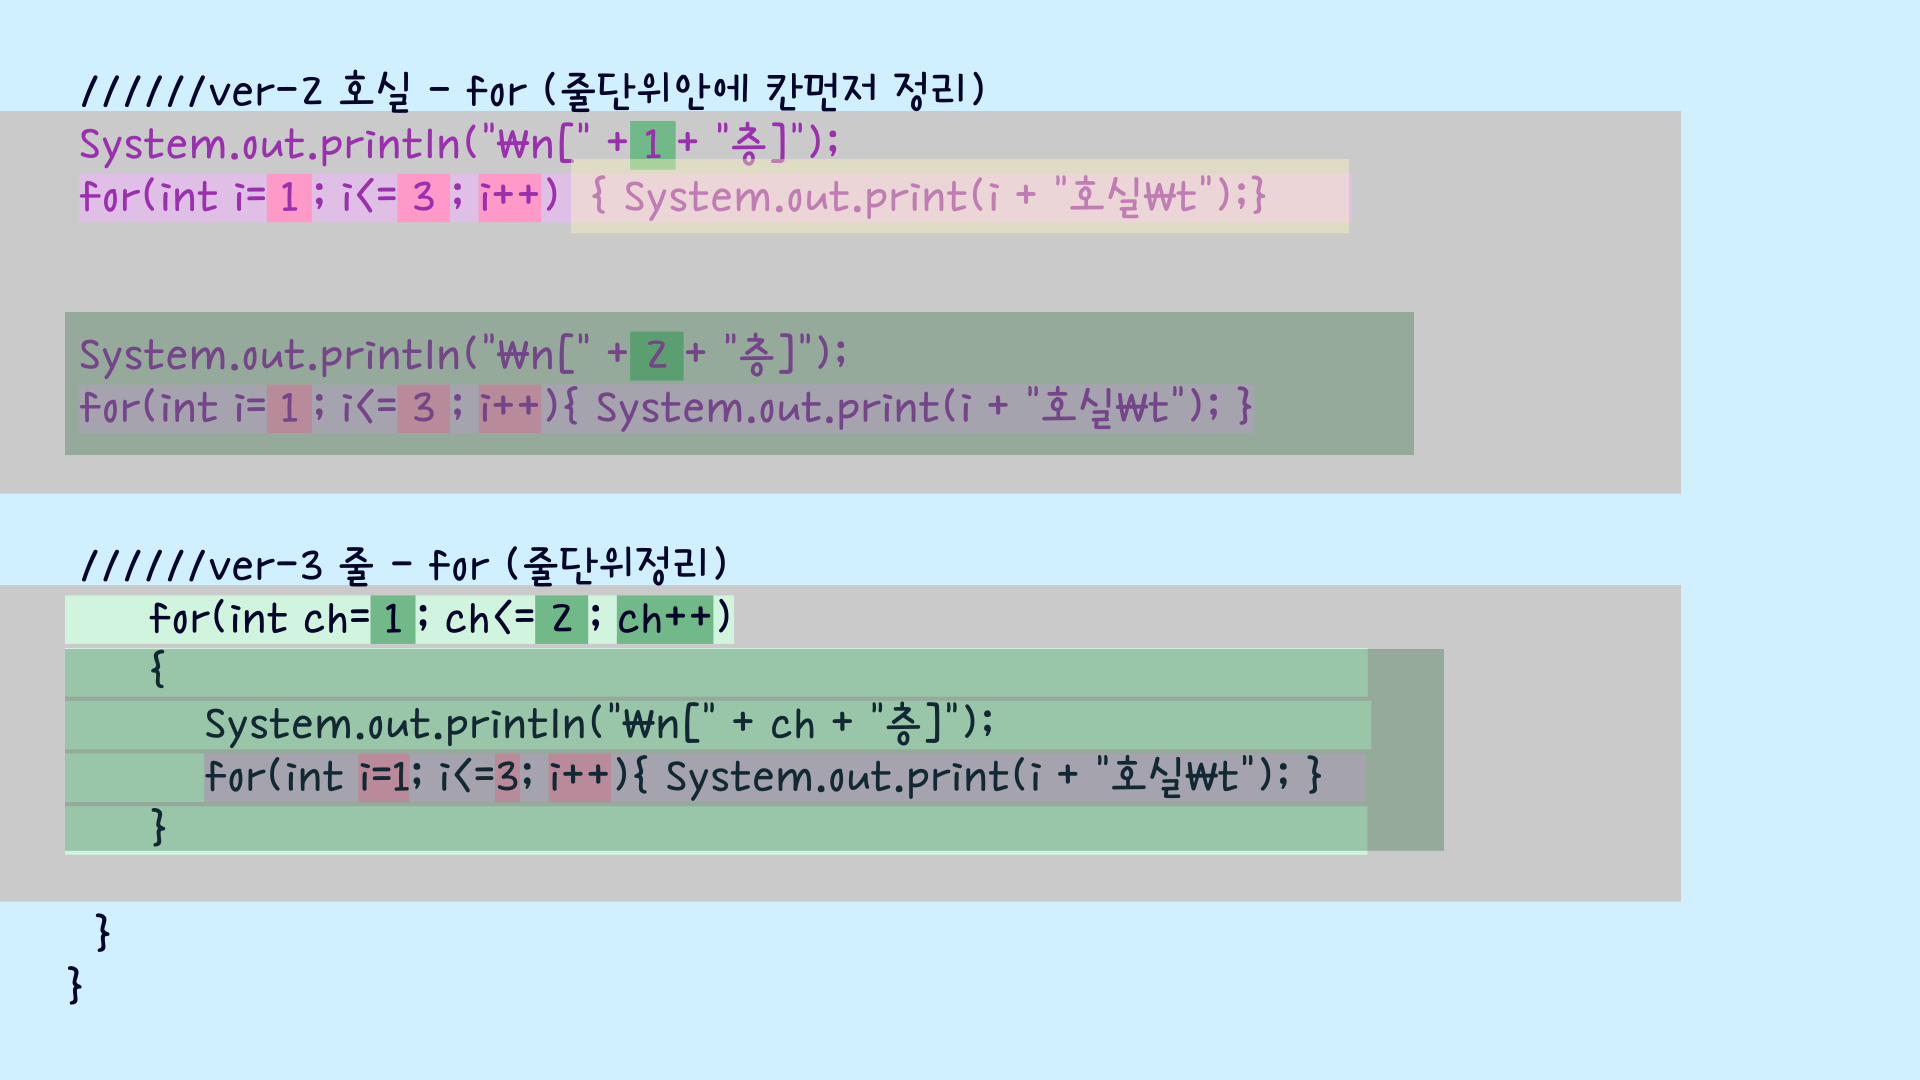 //////ver-2 호실 - for (줄단위안에 칸먼저 정리)
System.out.println("₩n[" + 1 + "층]");
for(int i= 1 ; i<= 3 ; i++) { System.out.print(i + "호실₩t");}
System.out.println("₩n[" + 2 + "층]");
for(int i= 1 ; i<= 3 ; i++){ System.out.print(i + "호실₩t"); }
//////ver-3 줄 - for (줄단위정리)
for(int ch= 1 ; ch<= 2 ; ch++)
{
System.out.println("₩n[" + ch + "층]");
for(int i=1; i<=3; i++){ System.out.print(i + "호실₩t"); }
}
}
}